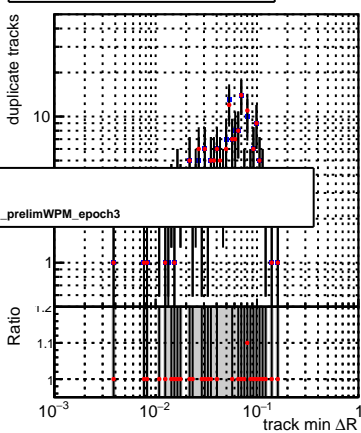 duplicate tracks
10
_prelimWPM_epoch3
1
Ratio
1.2
1.1
1
10⁻³
10⁻²
10⁻¹
1
track min ΔR